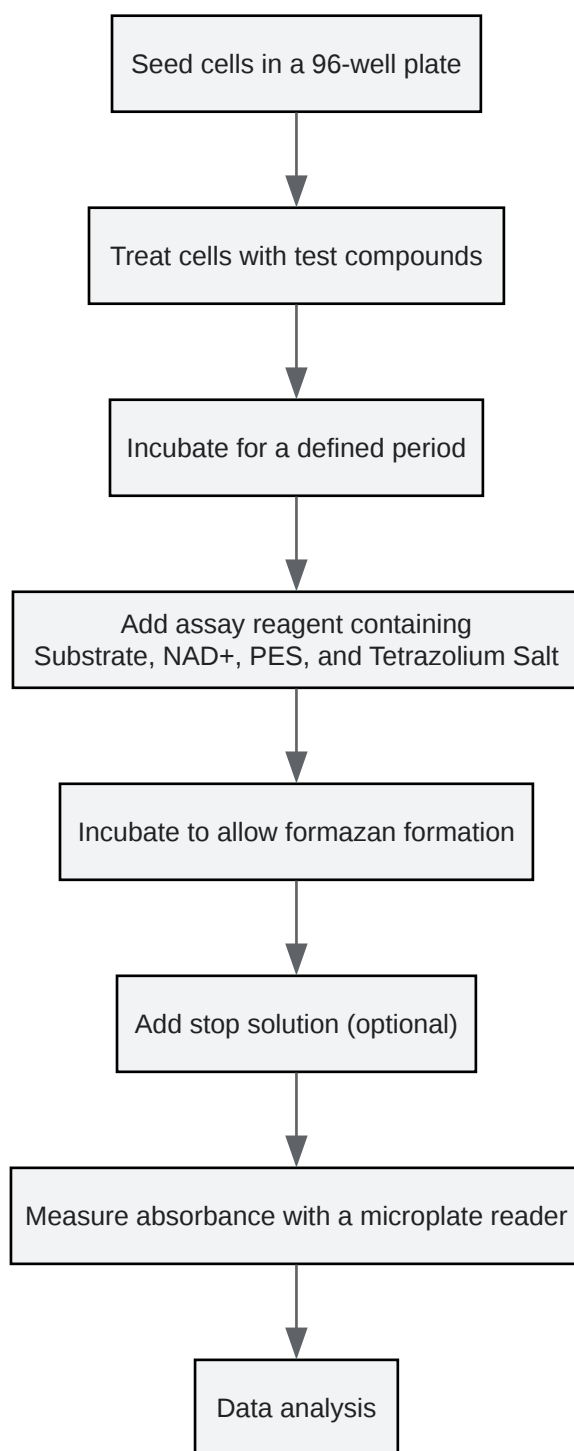 Seed cells in a 96-well plate
Treat cells with test compounds
Incubate for a defined period
Add assay reagent containing
Substrate, NAD+, PES, and Tetrazolium Salt
Incubate to allow formazan formation
Add stop solution (optional)
Measure absorbance with a microplate reader
Data analysis